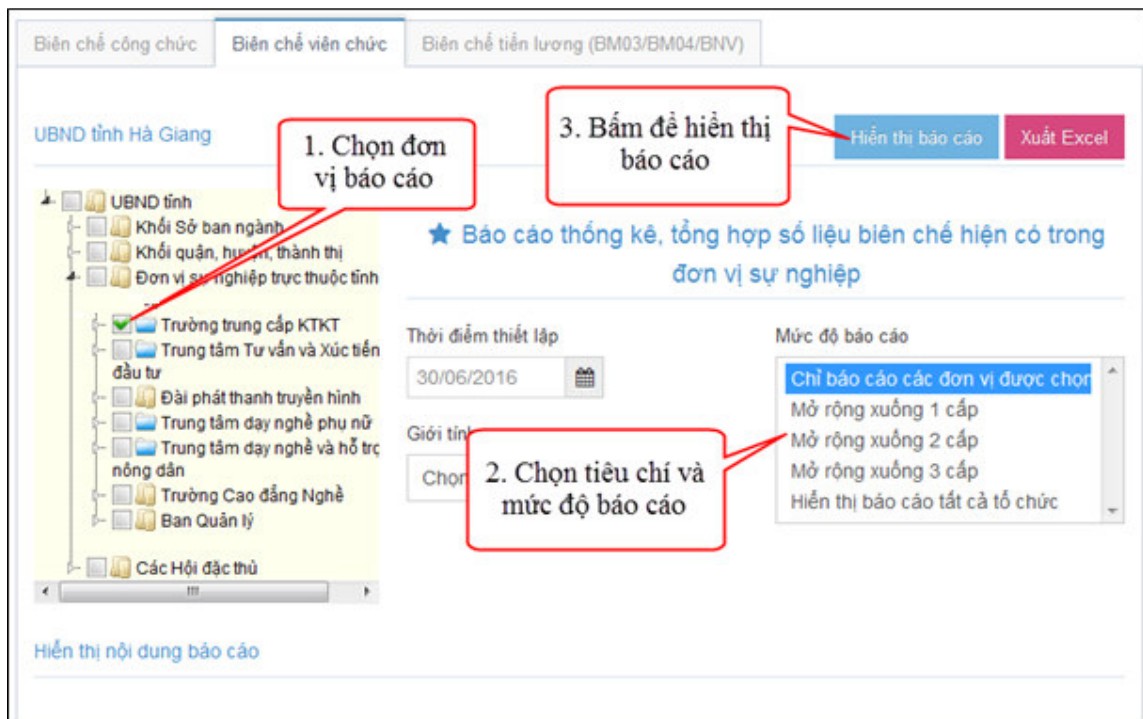 Biên chế công chức
Biên chế viên chức
Biên chế tiền lương (BM03/BM04/BNV)
UBND tỉnh Hà Giang
1. Chọn đơn
vị báo cáo
3. Bấm để hiển thị
báo cáo
Hiển thị báo cáo
Xuất Excel
UBND tỉnh
Khối Sở ban ngành
Khối quận, huyện, thành thị
Đơn vị sự nghiệp trực thuộc tỉnh
Trường trung cấp KTKT
Trung tâm Tư vấn và Xúc tiến
đầu tư
Đài phát thanh truyền hình
Trung tâm dạy nghề phụ nữ
Trung tâm dạy nghề và hỗ trợ
nông dân
Trường Cao đẳng Nghề
Ban Quản lý
Các Hội đặc thù
★ Báo cáo thống kê, tổng hợp số liệu biên chế hiện có trong
đơn vị sự nghiệp
Thời điểm thiết lập
30/06/2016
Giới tính
Chọn
2. Chọn tiêu chí và
mức độ báo cáo
Mức độ báo cáo
Chỉ báo cáo các đơn vị được chọn
Mở rộng xuống 1 cấp
Mở rộng xuống 2 cấp
Mở rộng xuống 3 cấp
Hiển thị báo cáo tất cả tổ chức
Hiển thị nội dung báo cáo